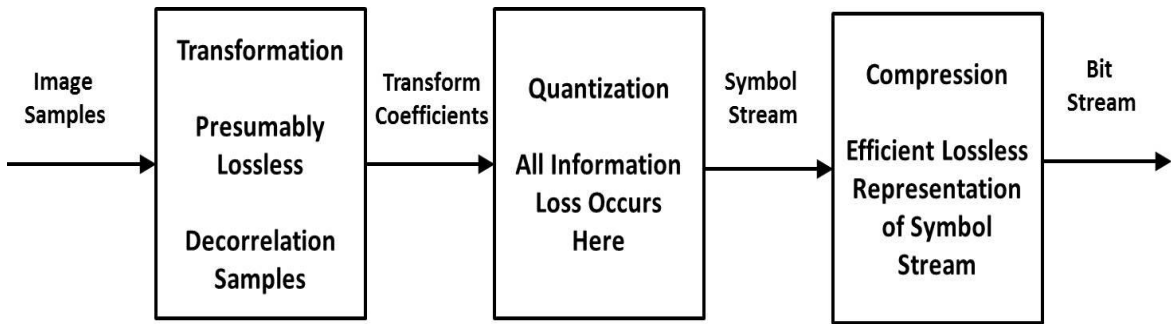 Image
Samples
Transformation
Presumably
Lossless
Decorrelation
Samples
Transform
Coefficients
Quantization
All Information
Loss Occurs
Here
Symbol
Stream
Compression
Efficient Lossless
Representation
of Symbol
Stream
Bit
Stream